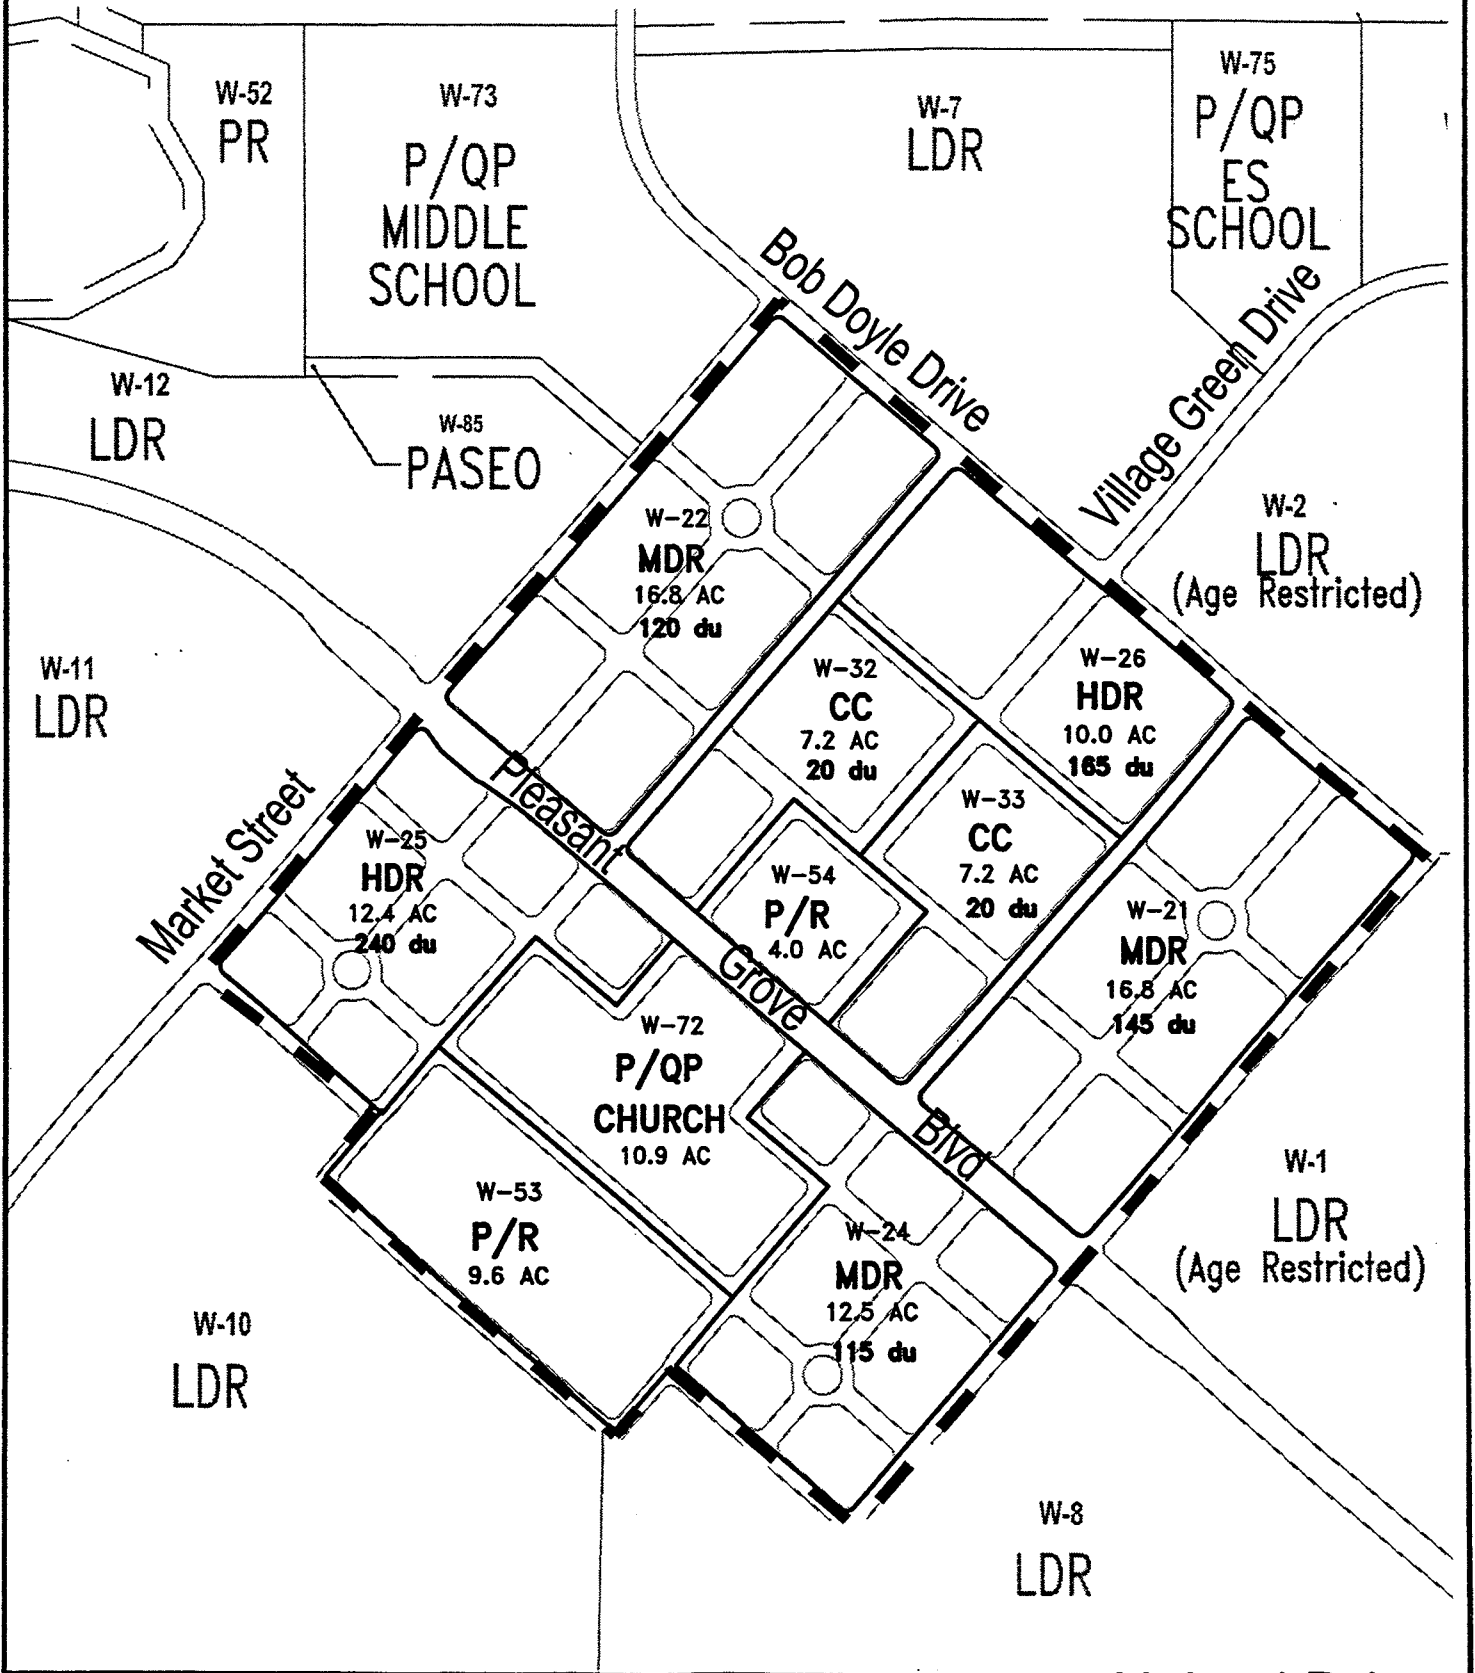 W-52
PR
W-73
P/QP
MIDDLE
SCHOOL
W-7
LDR
W-75
P/QP
ES
SCHOOL
Bob Doyle Drive
Village Green Drive
W-12
LDR
W-85
PASEO
W-2
LDR
(Age Restricted)
W-22
MDR
16.8 AC
120 du
W-11
LDR
W-32
CC
7.2 AC
20 du
W-26
HDR
10.0 AC
165 du
Market Street
Pleasant
Grove
Blvd
W-25
HDR
12.4 AC
240 du
W-33
CC
7.2 AC
20 du
W-54
P/R
4.0 AC
W-21
MDR
16.8 AC
145 du
W-72
P/QP
CHURCH
10.9 AC
W-53
P/R
9.6 AC
W-24
MDR
12.5 AC
115 du
W-1
LDR
(Age Restricted)
W-10
LDR
W-8
LDR